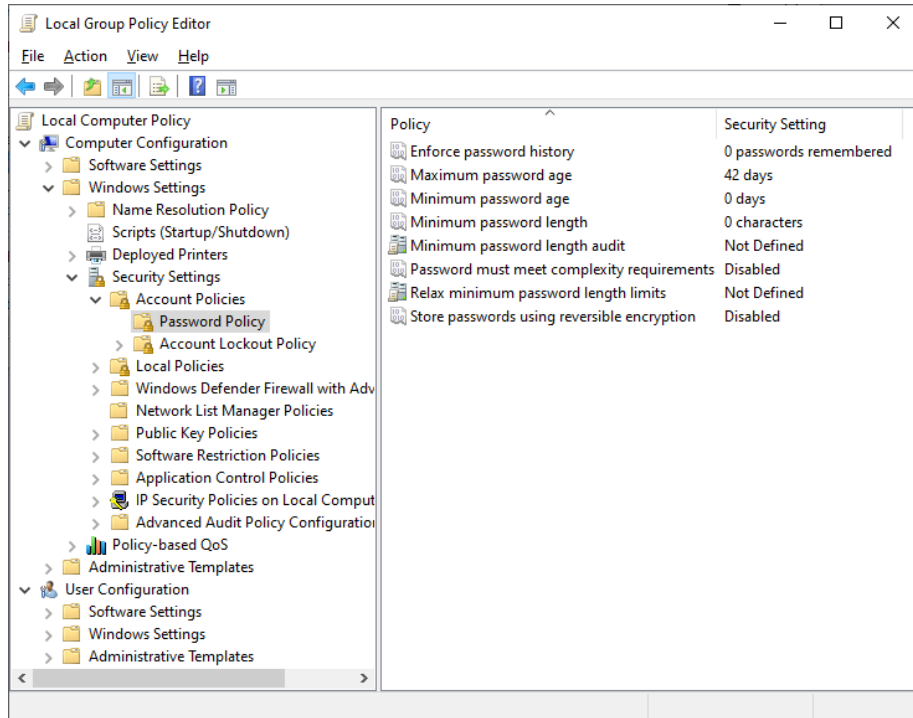 Local Group Policy Editor
File Action View Help
Local Computer Policy
Computer Configuration
Software Settings
Windows Settings
Name Resolution Policy
Scripts (Startup/Shutdown)
Deployed Printers
Security Settings
Account Policies
Password Policy
Account Lockout Policy
Local Policies
Windows Defender Firewall with Adv
Network List Manager Policies
Public Key Policies
Software Restriction Policies
Application Control Policies
IP Security Policies on Local Comput
Advanced Audit Policy Configuration
Policy-based QoS
Administrative Templates
User Configuration
Software Settings
Windows Settings
Administrative Templates
Policy Security Setting
Enforce password history 0 passwords remembered
Maximum password age 42 days
Minimum password age 0 days
Minimum password length 0 characters
Minimum password length audit Not Defined
Password must meet complexity requirements Disabled
Relax minimum password length limits Not Defined
Store passwords using reversible encryption Disabled